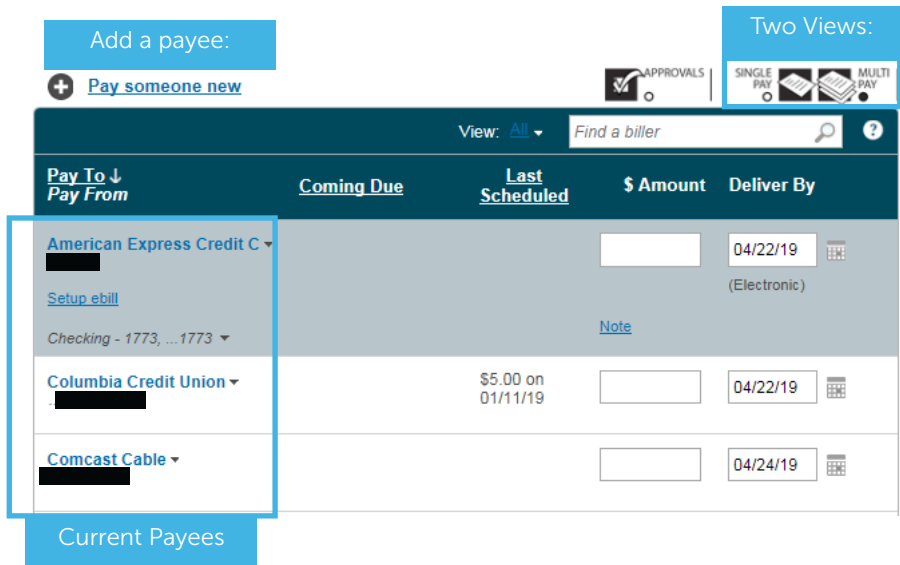 Add a payee:
Two Views:
Pay someone new
APPROVALS
SINGLE PAY
MULTI PAY
View: All
Find a biller
?
Pay To ↓
Pay From
Coming Due
Last
Scheduled
$ Amount
Deliver By
American Express Credit C
04/22/19
(Electronic)
Setup ebill
Note
Checking - 1773, ...1773
Columbia Credit Union
$5.00 on
01/11/19
04/22/19
Comcast Cable
04/24/19
Current Payees